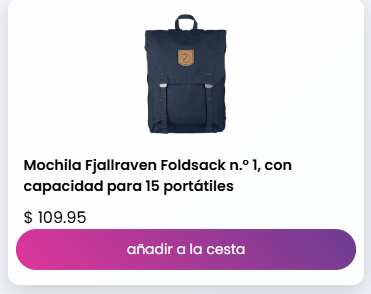 Mochila Fjallraven Foldsack n.º 1, con
capacidad para 15 portátiles
$ 109.95
añadir a la cesta